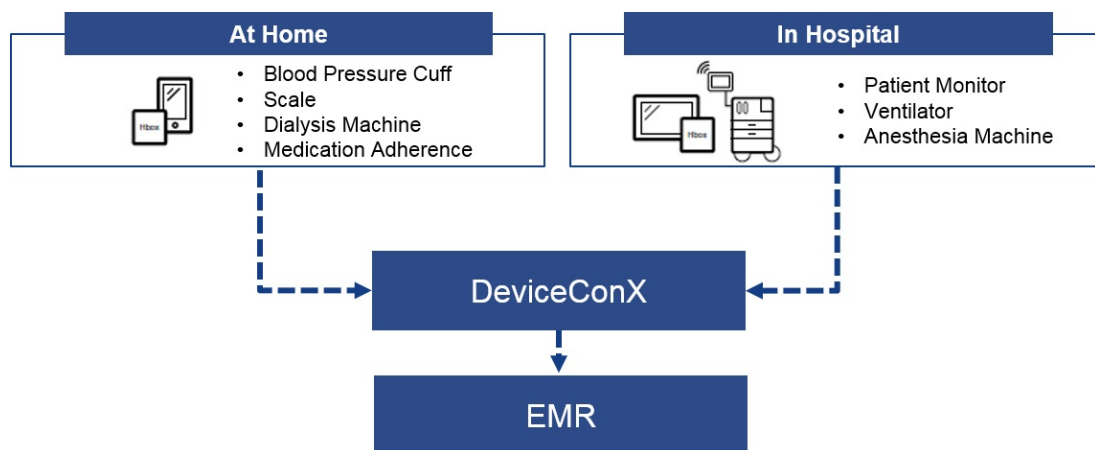 At Home
Hbox
• Blood Pressure Cuff
• Scale
• Dialysis Machine
• Medication Adherence
In Hospital
Hbox
• Patient Monitor
• Ventilator
• Anesthesia Machine
DeviceConX
EMR